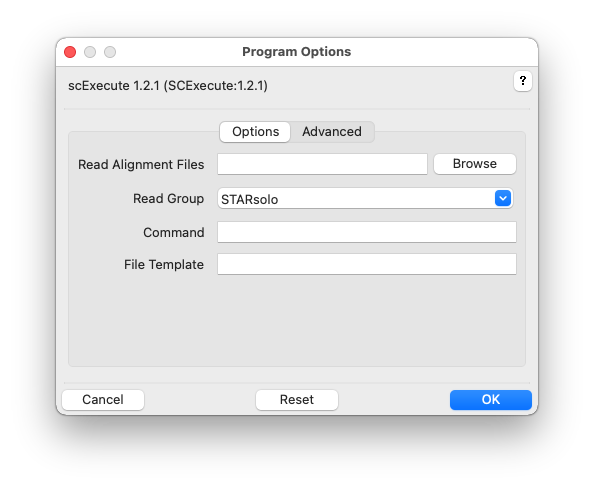 Program Options
scExecute 1.2.1 (SCExecute:1.2.1)
?
Options Advanced
Read Alignment Files Browse
Read Group STARsolo
Command
File Template
Cancel Reset OK